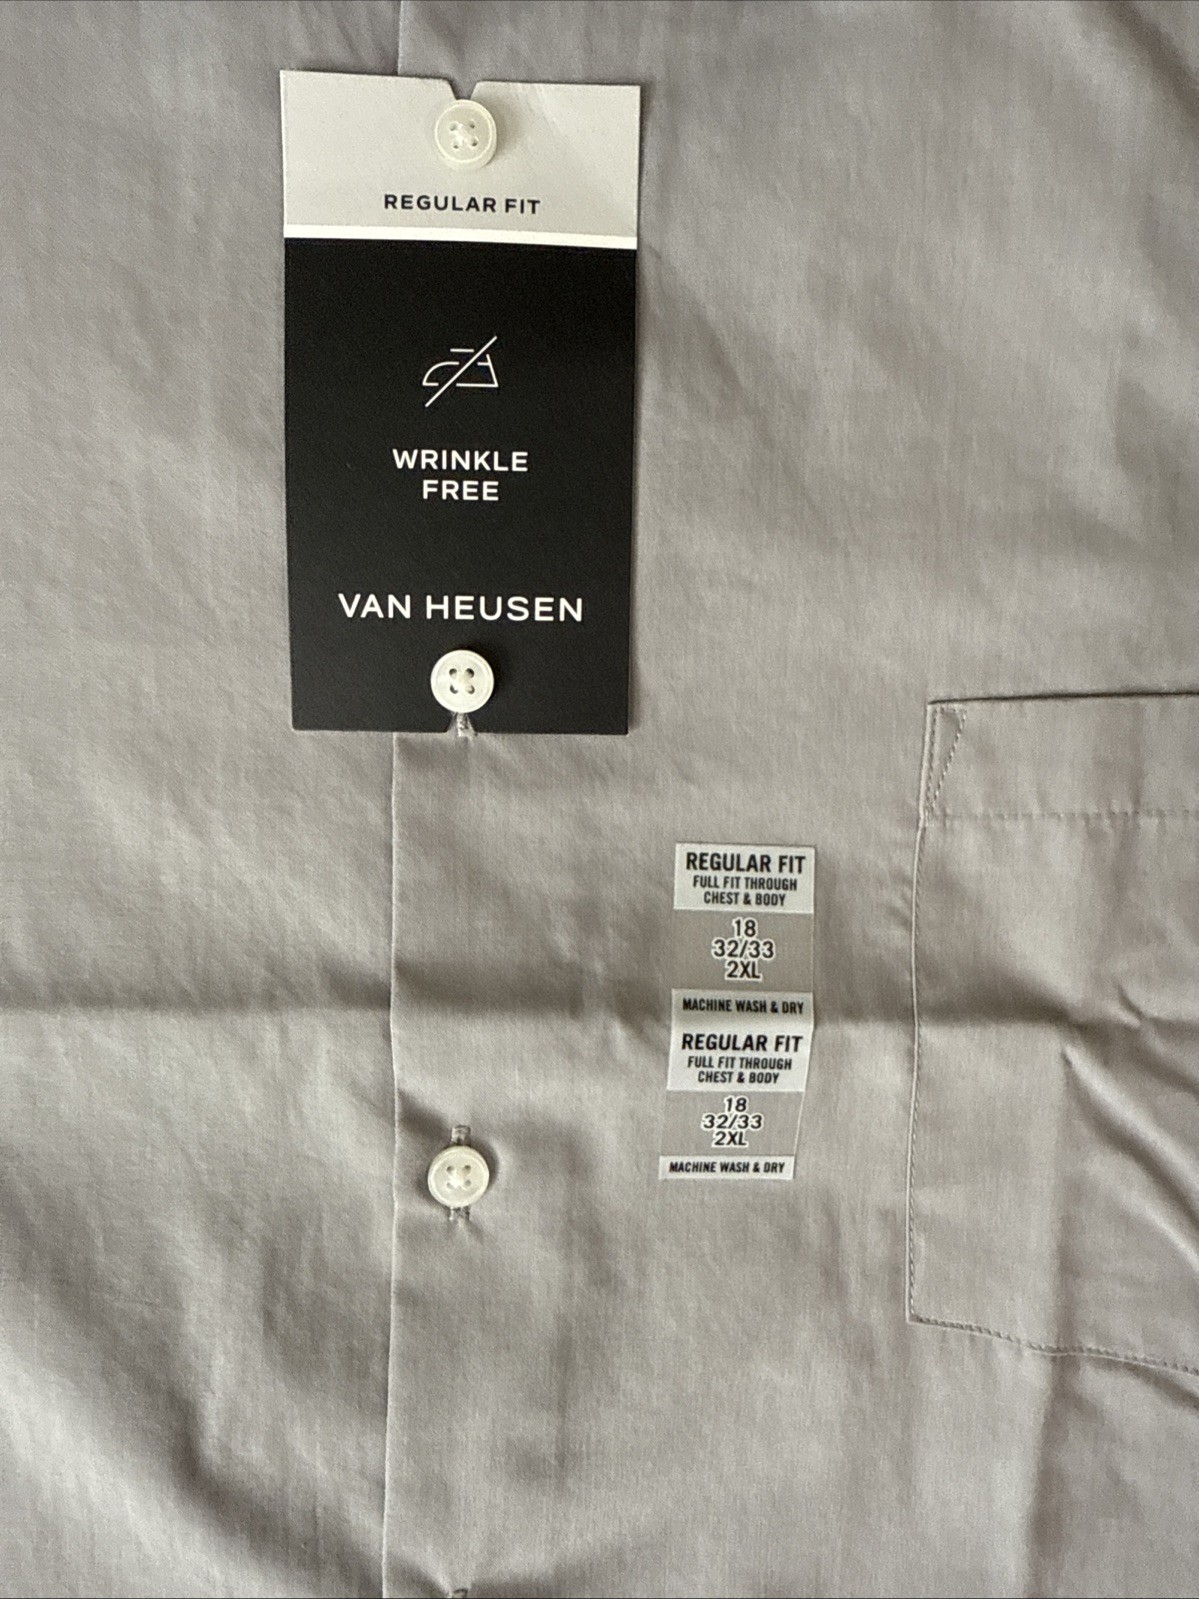 REGULAR FIT
WRINKLE
FREE
VAN HEUSEN
REGULAR FIT
FULL FIT THROUGH
CHEST & BODY
18
32/33
2XL
MACHINE WASH & DRY
REGULAR FIT
FULL FIT THROUGH
CHEST & BODY
18
32/33
2XL
MACHINE WASH & DRY